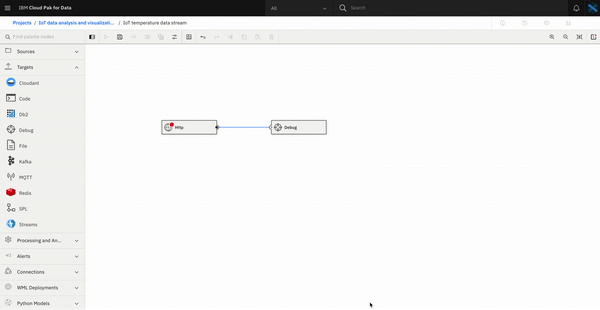 IBM Cloud Pak for Data
All
Search
Projects / IoT data analysis and visualizati... / IoT temperature data stream
Find palette nodes
Sources
Targets
Cloudant
Code
Db2
Debug
File
Kafka
MQTT
Redis
SPL
Streams
Processing and An...
Alerts
Connections
WML Deployments
Python Models
Http
Debug